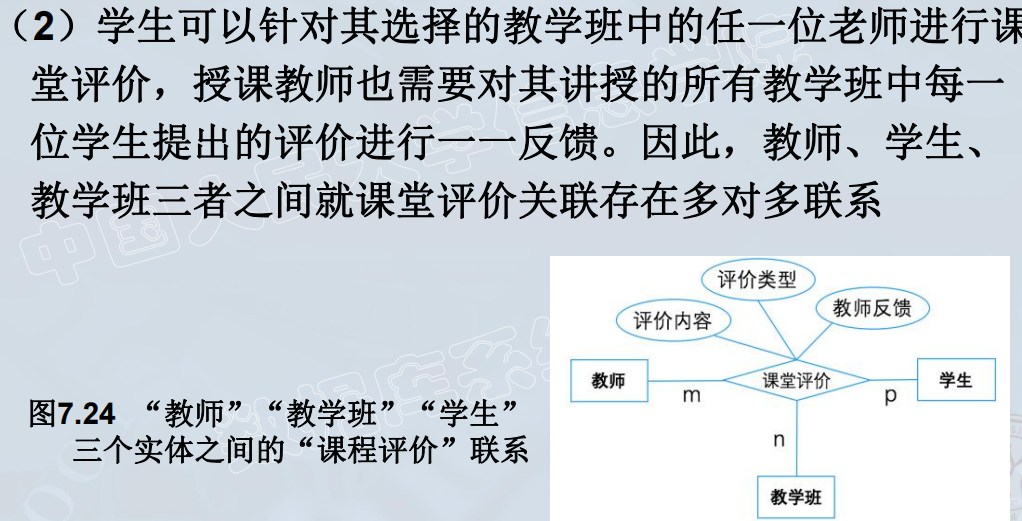 （2）学生可以针对其选择的教学班中的任一位老师进行课
堂评价，授课教师也需要对其讲授的所有教学班中每一
位学生提出的评价进行一一反馈。因此，教师、学生、
教学班三者之间就课堂评价关联存在多对多联系
评价类型
评价内容
教师反馈
教师
m
课堂评价
p
学生
n
教学班
图7.24 “教师”“教学班”“学生”
三个实体之间的“课程评价”联系